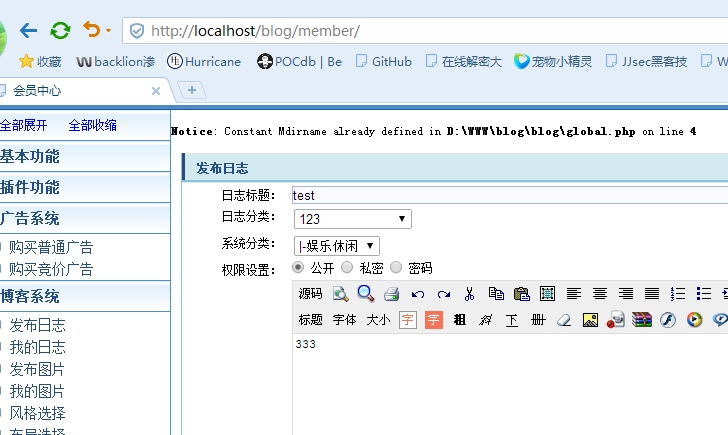 http://localhost/blog/member/
收藏 backlion渗 Hurricane POCdb | Be GitHub 在线解密大 宠物小精灵 JJsec黑客技 W
会员中心
全部展开 全部收缩
Notice: Constant Mdirname already defined in D:\WWW\blog\blog\global.php on line 4
基本功能
插件功能
广告系统
购买普通广告
购买竞价广告
博客系统
发布日志
我的日志
发布图片
我的图片
风格选择
布局选择
发布日志
日志标题: test
日志分类: 123
系统分类: |-娱乐休闲
权限设置: 公开 私密 密码
源码
标题 字体 大小 字 字 粗 斜 下 册
333